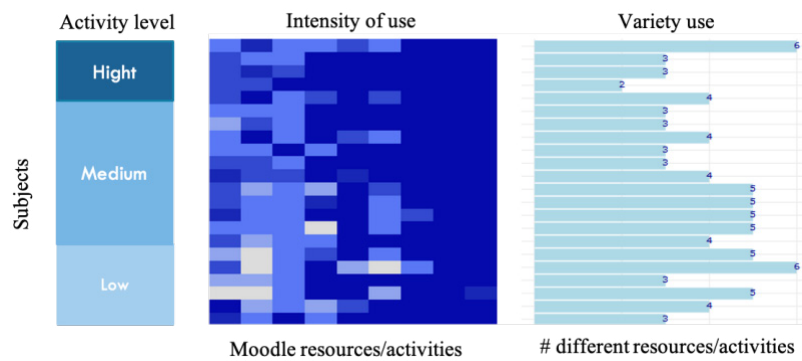 Activity level
Intensity of use
Variety use
Subjects
Hight
Medium
Low
6
3
3
2
4
3
3
4
3
3
4
5
5
5
5
4
5
6
3
5
4
3
Moodle resources/activities
# different resources/activities